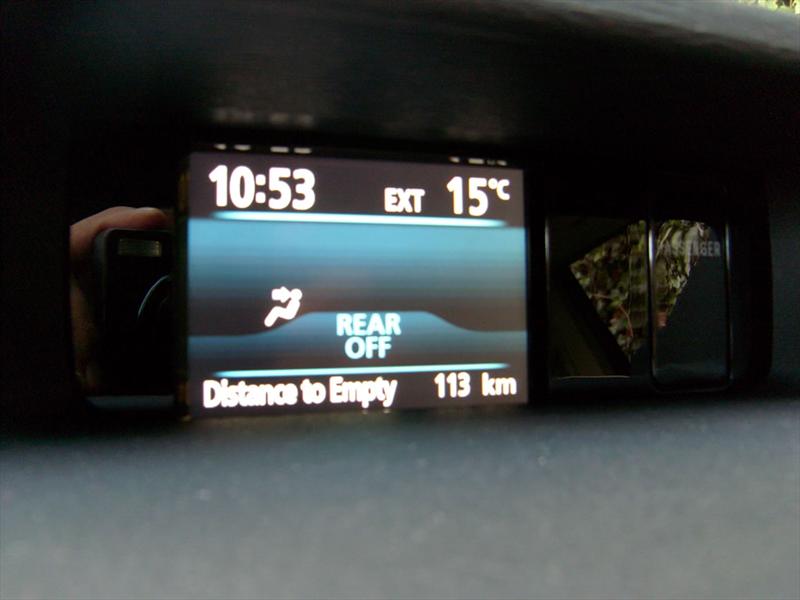 10:53 EXT 15°C
REAR
OFF
Distance to Empty 113 km
PASSENGER